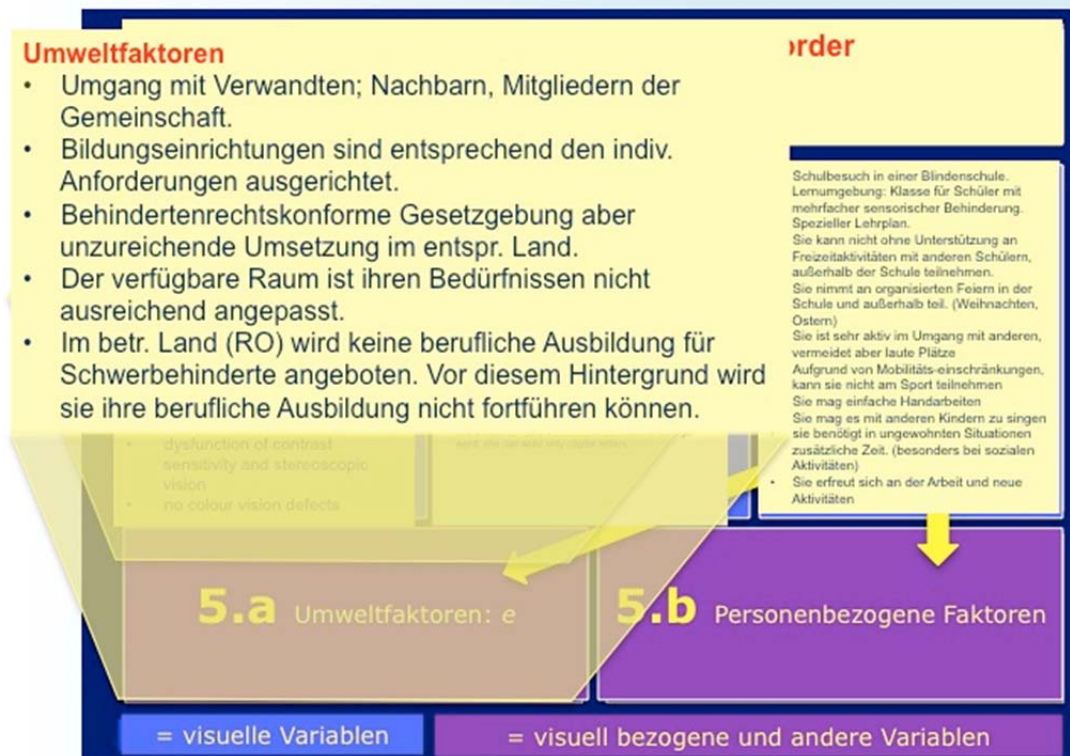 Umweltfaktoren
• Umgang mit Verwandten; Nachbarn, Mitgliedern der
Gemeinschaft.
• Bildungseinrichtungen sind entsprechend den indiv.
Anforderungen ausgerichtet.
• Behindertenrechtskonforme Gesetzgebung aber
unzureichende Umsetzung im entspr. Land.
• Der verfügbare Raum ist ihren Bedürfnissen nicht
ausreichend angepasst.
• Im betr. Land (RO) wird keine berufliche Ausbildung für
Schwerbehinderte angeboten. Vor diesem Hintergrund wird
sie ihre berufliche Ausbildung nicht fortführen können.
rder
Schulbesuch in einer Blindenschule.
Lernumgebung: Klasse für Schüler mit
mehrfacher sensorischer Behinderung.
Spezieller Lehrplan.
Sie kann nicht ohne Unterstützung an
Freizeitaktivitäten mit anderen Schülern,
außerhalb der Schule teilnehmen.
Sie nimmt an organisierten Feiern in der
Schule und außerhalb teil. (Weihnachten,
Ostern)
Sie ist sehr aktiv im Umgang mit anderen,
vermeidet aber laute Plätze
Aufgrund von Mobilitäts-einschränkungen,
kann sie nicht am Sport teilnehmen
Sie mag einfache Handarbeiten
Sie mag es mit anderen Kindern zu singen
sie benötigt in ungewohnten Situationen
zusätzliche Zeit. (besonders bei sozialen
Aktivitäten)
• Sie erfreut sich an der Arbeit und neue
Aktivitäten
• dysfunction of contrast
sensitivity and stereoscopic
vision
• no colour vision defects
5.a Umweltfaktoren: e
5.b Personenbezogene Faktoren
= visuelle Variablen
= visuell bezogene und andere Variablen